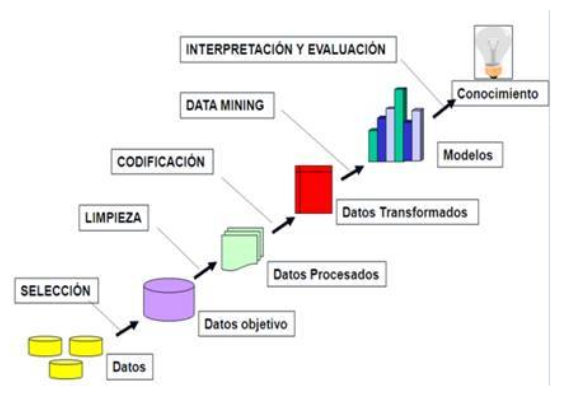 INTERPRETACIÓN Y EVALUACIÓN
Conocimiento
DATA MINING
Modelos
CODIFICACIÓN
Datos Transformados
LIMPIEZA
Datos Procesados
SELECCIÓN
Datos objetivo
Datos